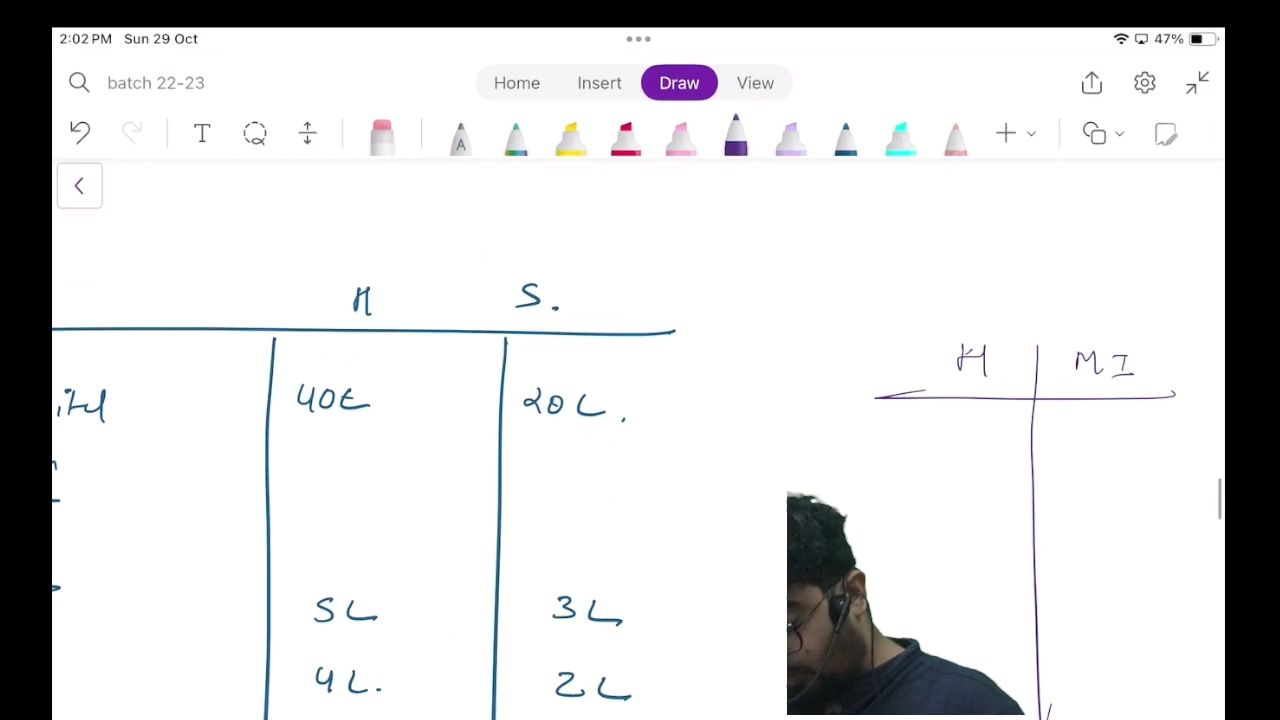 2:02 PM Sun 29 Oct
47%
batch 22-23
Home Insert Draw View
T
A
H S.
H MI
40L 20L.
5L 3L
4L. 2L